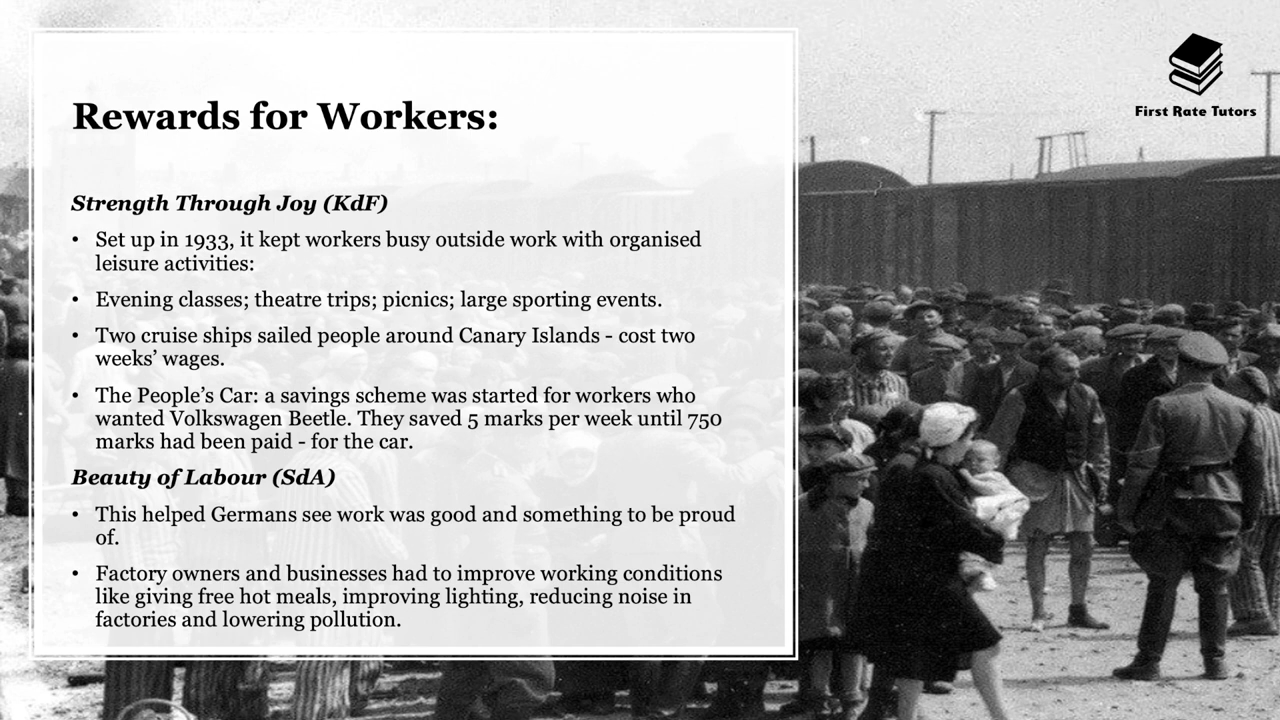 First Rate Tutors
Rewards for Workers:
Strength Through Joy (KdF)
• Set up in 1933, it kept workers busy outside work with organised
leisure activities:
• Evening classes; theatre trips; picnics; large sporting events.
• Two cruise ships sailed people around Canary Islands - cost two
weeks’ wages.
• The People’s Car: a savings scheme was started for workers who
wanted Volkswagen Beetle. They saved 5 marks per week until 750
marks had been paid - for the car.
Beauty of Labour (SdA)
• This helped Germans see work was good and something to be proud
of.
• Factory owners and businesses had to improve working conditions
like giving free hot meals, improving lighting, reducing noise in
factories and lowering pollution.